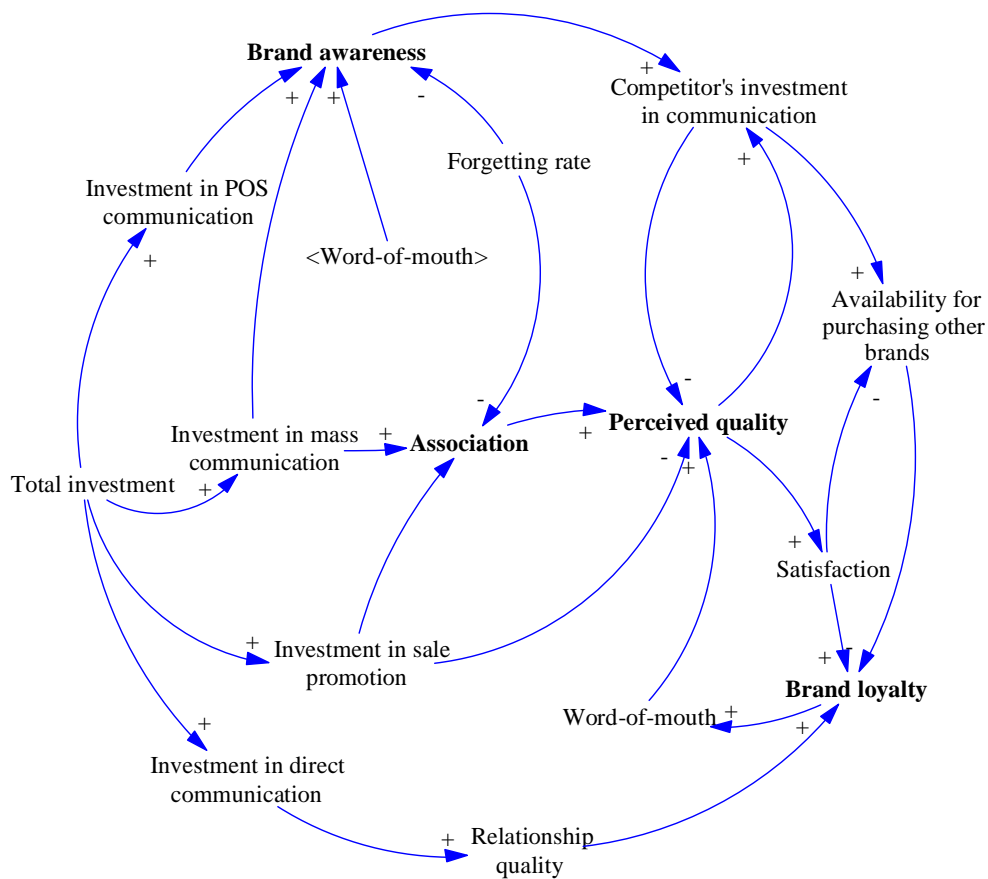 Brand awareness
+
Competitor's investment
in communication
+
+
-
Forgetting rate
+
Investment in POS
communication
+
<Word-of-mouth>
+
Availability for
purchasing other
brands
-
-
-
Investment in mass
communication
+
Association
+
Perceived quality
-
+
Total investment
+
+
Satisfaction
+
Investment in sale
promotion
+
-
Brand loyalty
Word-of-mouth
+
+
+
Investment in direct
communication
+
Relationship
quality